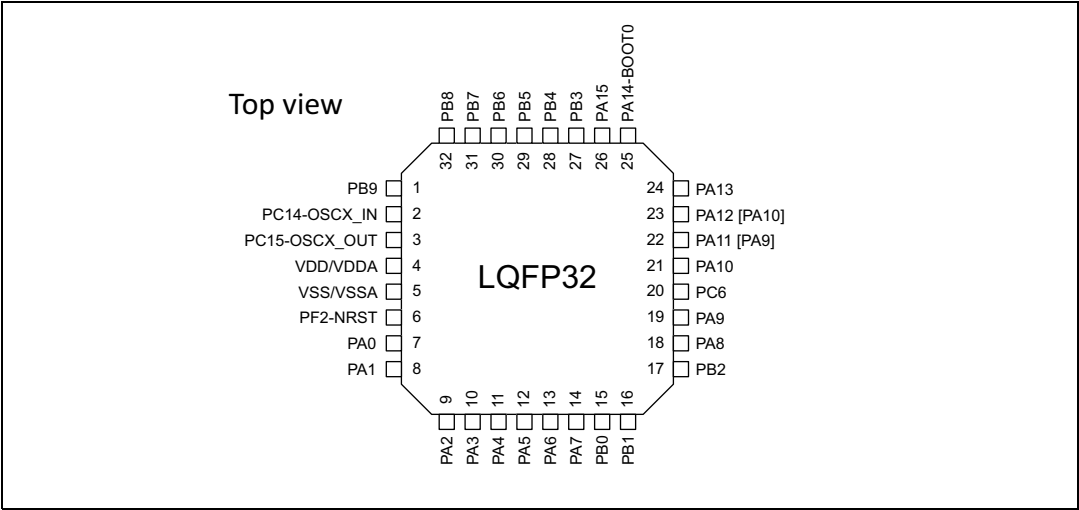 Top view
PB8
PB7
PB6
PB5
PB4
PB3
PA15
PA14-BOOT0
32
31
30
29
28
27
26
25
PB9 1
PC14-OSCX_IN 2
PC15-OSCX_OUT 3
VDD/VDDA 4
VSS/VSSA 5
PF2-NRST 6
PA0 7
PA1 8
LQFP32
24 PA13
23 PA12 [PA10]
22 PA11 [PA9]
21 PA10
20 PC6
19 PA9
18 PA8
17 PB2
9
10
11
12
13
14
15
16
PA2
PA3
PA4
PA5
PA6
PA7
PB0
PB1